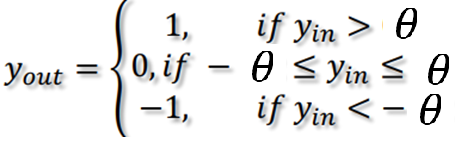 1, if y_in > θ
y_out = { 0, if − θ ≤ y_in ≤ θ
−1, if y_in < − θ